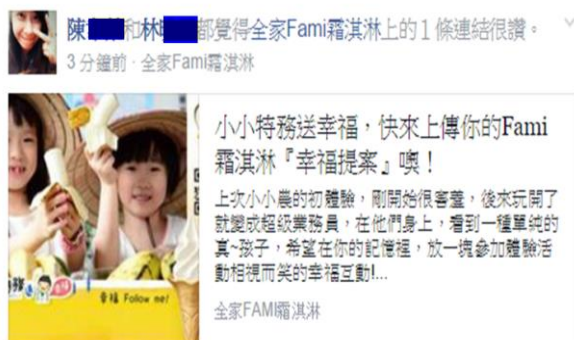 陳和林都覺得全家Fami霜淇淋上的1條連結很讚。
3 分鐘前 · 全家Fami霜淇淋
小小特務送幸福,快來上傳你的Fami
霜淇淋『幸福提案』噢!
上次小小農的初體驗,剛開始很害羞,後來玩開了
就變成超級業務員,在他們身上,看到一種單純的
真~孩子,希望在你的記憶裡,放一塊參加體驗活
動相視而笑的幸福互動!...
全家FAMI霜淇淋
幸福 Follow me!